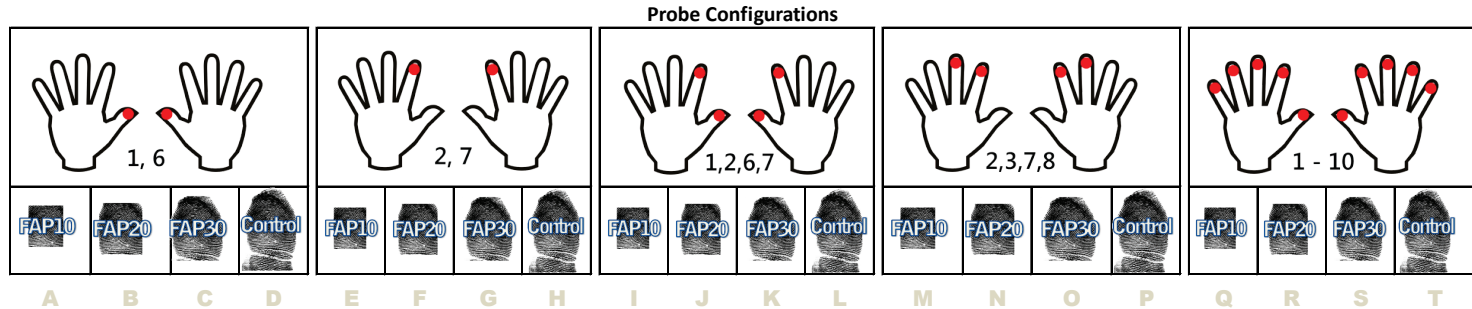 Probe Configurations
1, 6
2, 7
1,2,6,7
2,3,7,8
1 - 10
FAP10 FAP20 FAP30 Control FAP10 FAP20 FAP30 Control FAP10 FAP20 FAP30 Control FAP10 FAP20 FAP30 Control FAP10 FAP20 FAP30 Control
A B C D E F G H I J K L M N O P Q R S T